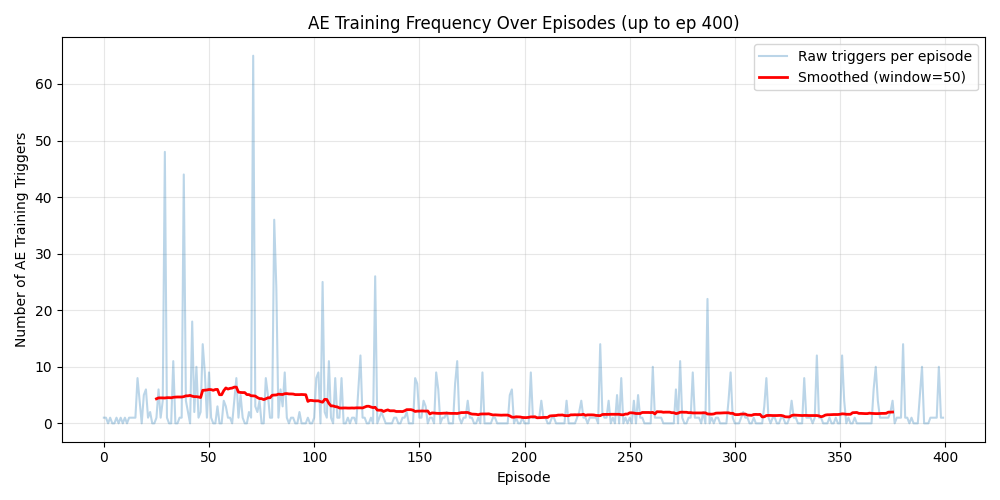 AE Training Frequency Over Episodes (up to ep 400)
Raw triggers per episode
Smoothed (window=50)
Number of AE Training Triggers
60
50
40
30
20
10
0
0 50 100 150 200 250 300 350 400
Episode